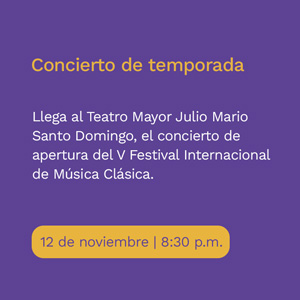 Concierto de temporada
Llega al Teatro Mayor Julio Mario
Santo Domingo, el concierto de
apertura del V Festival Internacional
de Música Clásica.
12 de noviembre | 8:30 p.m.